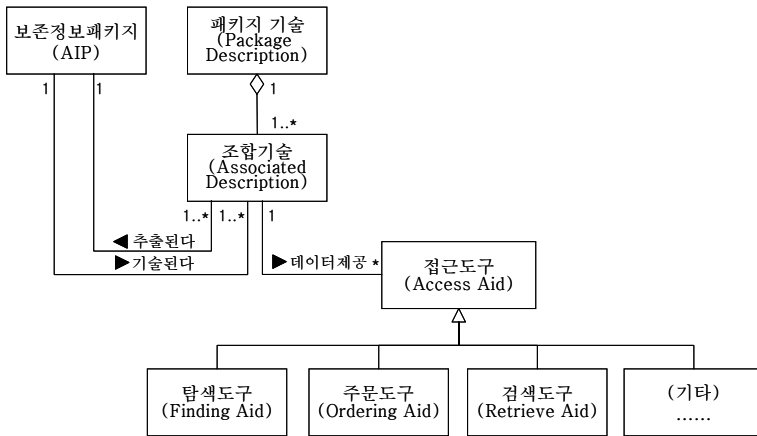 보존정보패키지
(AIP)
패키지 기술
(Package
Description)
1
1
1
1..*
조합기술
(Associated
Description)
1..*
1..*
1
◀ 추출된다
▶기술된다
▶데이터제공 *
접근도구
(Access Aid)
탐색도구
(Finding Aid)
주문도구
(Ordering Aid)
검색도구
(Retrieve Aid)
(기타)
……